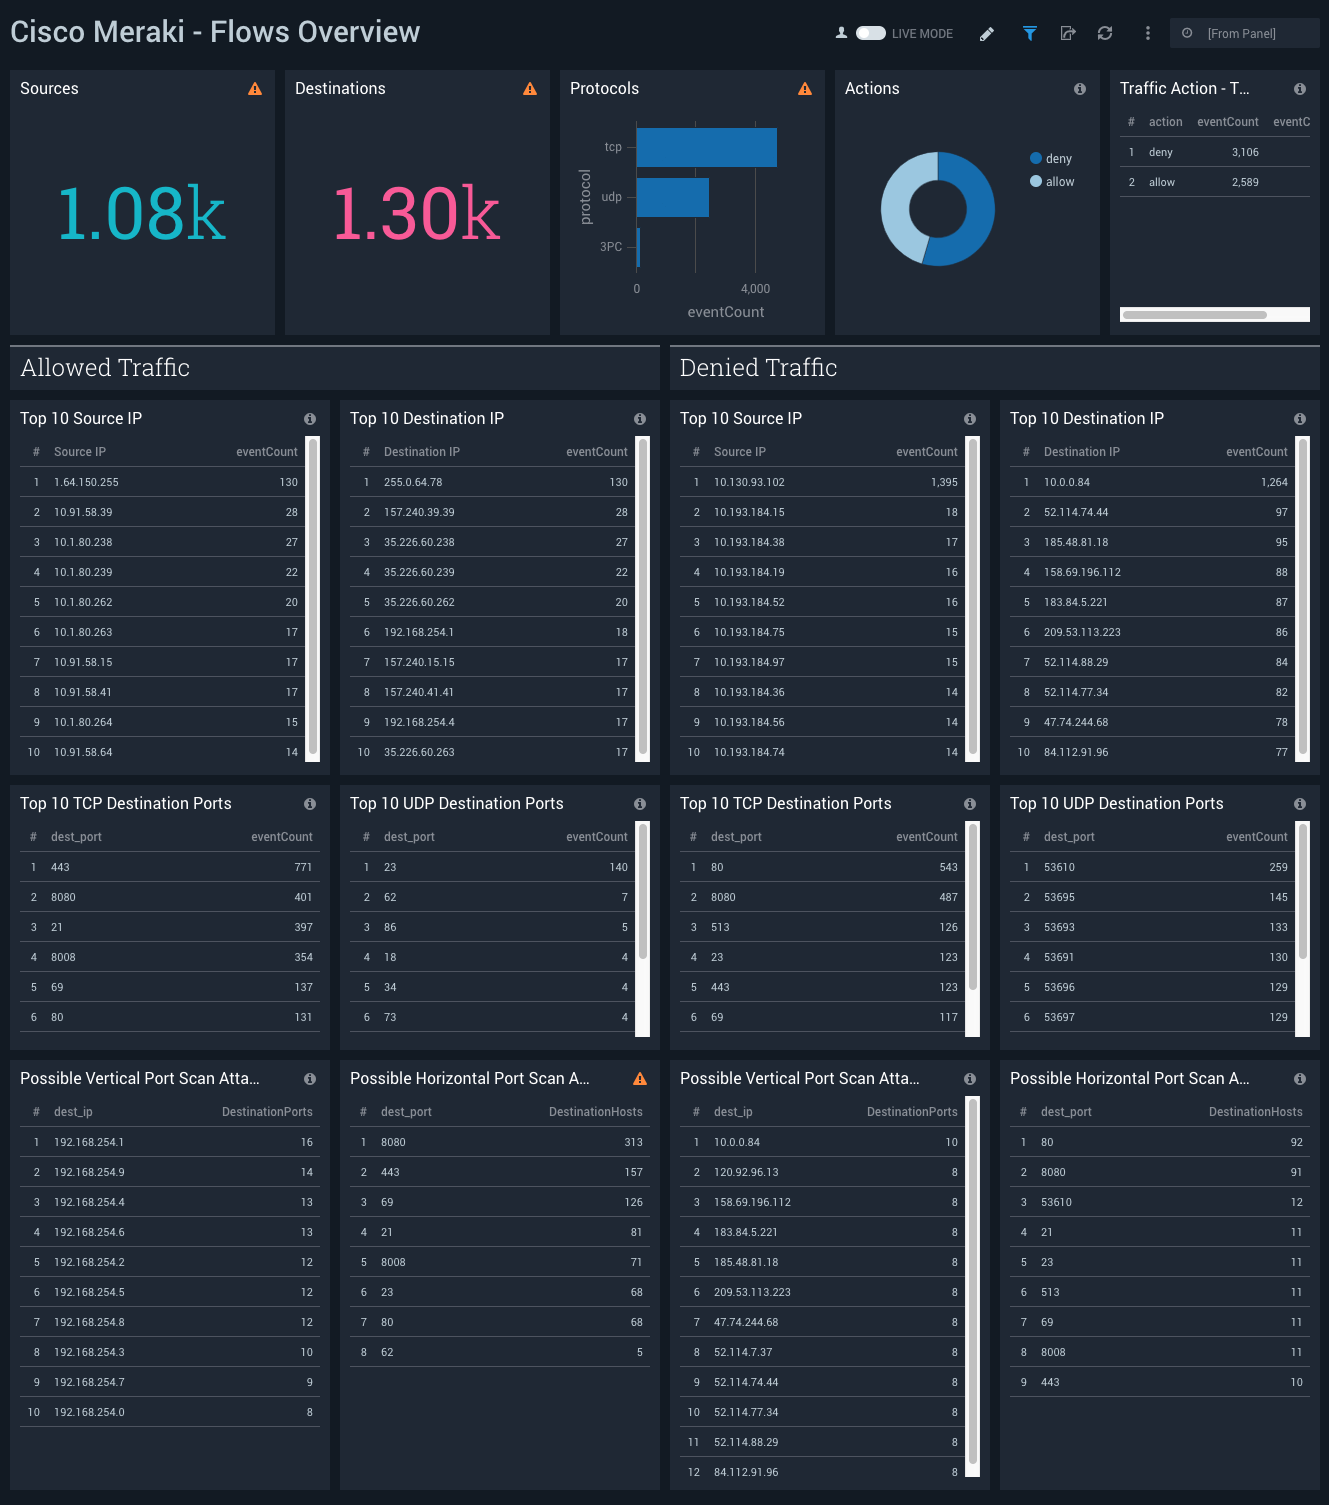 Cisco Meraki - Flows Overview
LIVE MODE
[From Panel]
Sources
1.08k
Destinations
1.30k
Protocols
protocol
tcp
udp
3PC
0 4,000
eventCount
Actions
deny
allow
Traffic Action - T...
# action eventCount eventC
1 deny 3,106
2 allow 2,589
Allowed Traffic
Denied Traffic
Top 10 Source IP
# Source IP eventCount
1 1.64.150.255 130
2 10.91.58.39 28
3 10.1.80.238 27
4 10.1.80.239 22
5 10.1.80.262 20
6 10.1.80.263 17
7 10.91.58.15 17
8 10.91.58.41 17
9 10.1.80.264 15
10 10.91.58.64 14
Top 10 Destination IP
# Destination IP eventCount
1 255.0.64.78 130
2 157.240.39.39 28
3 35.226.60.238 27
4 35.226.60.239 22
5 35.226.60.262 20
6 192.168.254.1 18
7 157.240.15.15 17
8 157.240.41.41 17
9 192.168.254.4 17
10 35.226.60.263 17
Top 10 Source IP
# Source IP eventCount
1 10.130.93.102 1,395
2 10.193.184.15 18
3 10.193.184.38 17
4 10.193.184.19 16
5 10.193.184.52 16
6 10.193.184.75 15
7 10.193.184.97 15
8 10.193.184.36 14
9 10.193.184.56 14
10 10.193.184.74 14
Top 10 Destination IP
# Destination IP eventCount
1 10.0.0.84 1,264
2 52.114.74.44 97
3 185.48.81.18 95
4 158.69.196.112 88
5 183.84.5.221 87
6 209.53.113.223 86
7 52.114.88.29 84
8 52.114.77.34 82
9 47.74.244.68 78
10 84.112.91.96 77
Top 10 TCP Destination Ports
# dest_port eventCount
1 443 771
2 8080 401
3 21 397
4 8008 354
5 69 137
6 80 131
Top 10 UDP Destination Ports
# dest_port eventCount
1 23 140
2 62 7
3 86 5
4 18 4
5 34 4
6 73 4
Top 10 TCP Destination Ports
# dest_port eventCount
1 80 543
2 8080 487
3 513 126
4 23 123
5 443 123
6 69 117
Top 10 UDP Destination Ports
# dest_port eventCount
1 53610 259
2 53695 145
3 53693 133
4 53691 130
5 53696 129
6 53697 129
Possible Vertical Port Scan Atta...
# dest_ip DestinationPorts
1 192.168.254.1 16
2 192.168.254.9 14
3 192.168.254.4 13
4 192.168.254.6 13
5 192.168.254.2 12
6 192.168.254.5 12
7 192.168.254.8 12
8 192.168.254.3 10
9 192.168.254.7 9
10 192.168.254.0 8
Possible Horizontal Port Scan A...
# dest_port DestinationHosts
1 8080 313
2 443 157
3 69 126
4 21 81
5 8008 71
6 23 68
7 80 68
8 62 5
Possible Vertical Port Scan Atta...
# dest_ip DestinationPorts
1 10.0.0.84 10
2 120.92.96.13 8
3 158.69.196.112 8
4 183.84.5.221 8
5 185.48.81.18 8
6 209.53.113.223 8
7 47.74.244.68 8
8 52.114.7.37 8
9 52.114.74.44 8
10 52.114.77.34 8
11 52.114.88.29 8
12 84.112.91.96 8
Possible Horizontal Port Scan A...
# dest_port DestinationHosts
1 80 92
2 8080 91
3 53610 12
4 21 11
5 23 11
6 513 11
7 69 11
8 8008 11
9 443 10